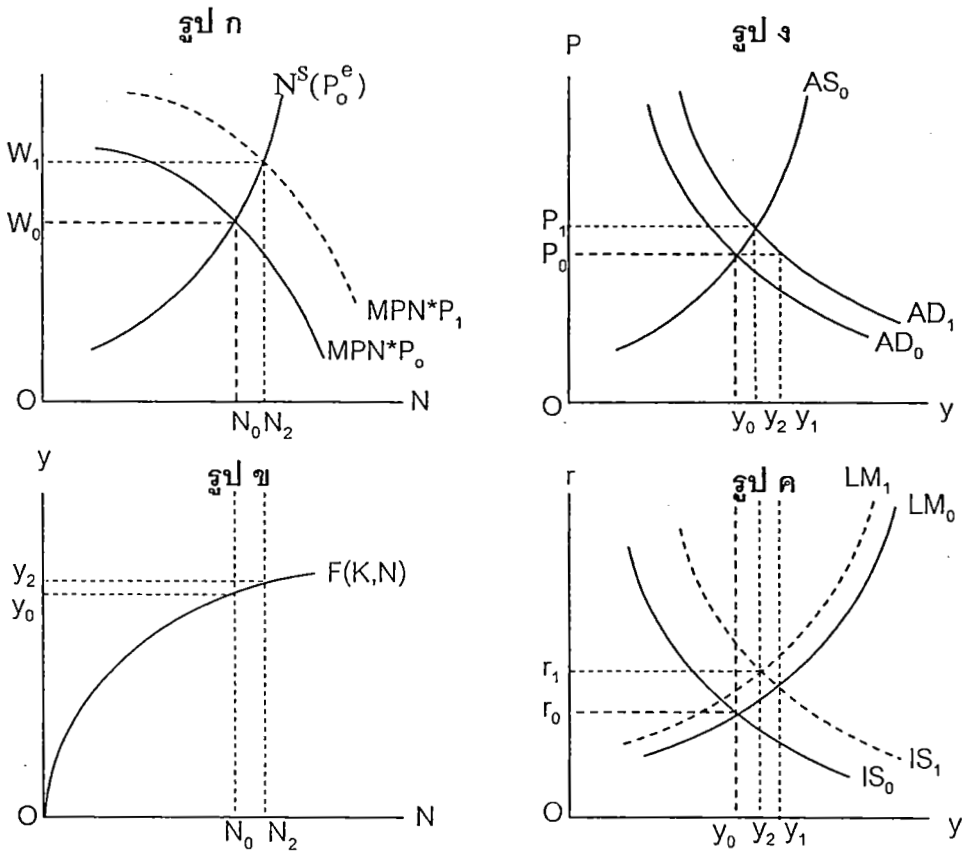 รูป ก
N^S(P_o^e)
W_1
W_0
MPN*P_1
MPN*P_o
O
N_0 N_2
N
รูป ง
P
AS_0
P_1
P_0
AD_1
AD_0
O
y_0 y_2 y_1
y
รูป ข
y
y_2
y_0
F(K,N)
O
N_0 N_2
N
รูป ค
r
LM_1
LM_0
r_1
r_0
IS_1
IS_0
O
y_0 y_2 y_1
y